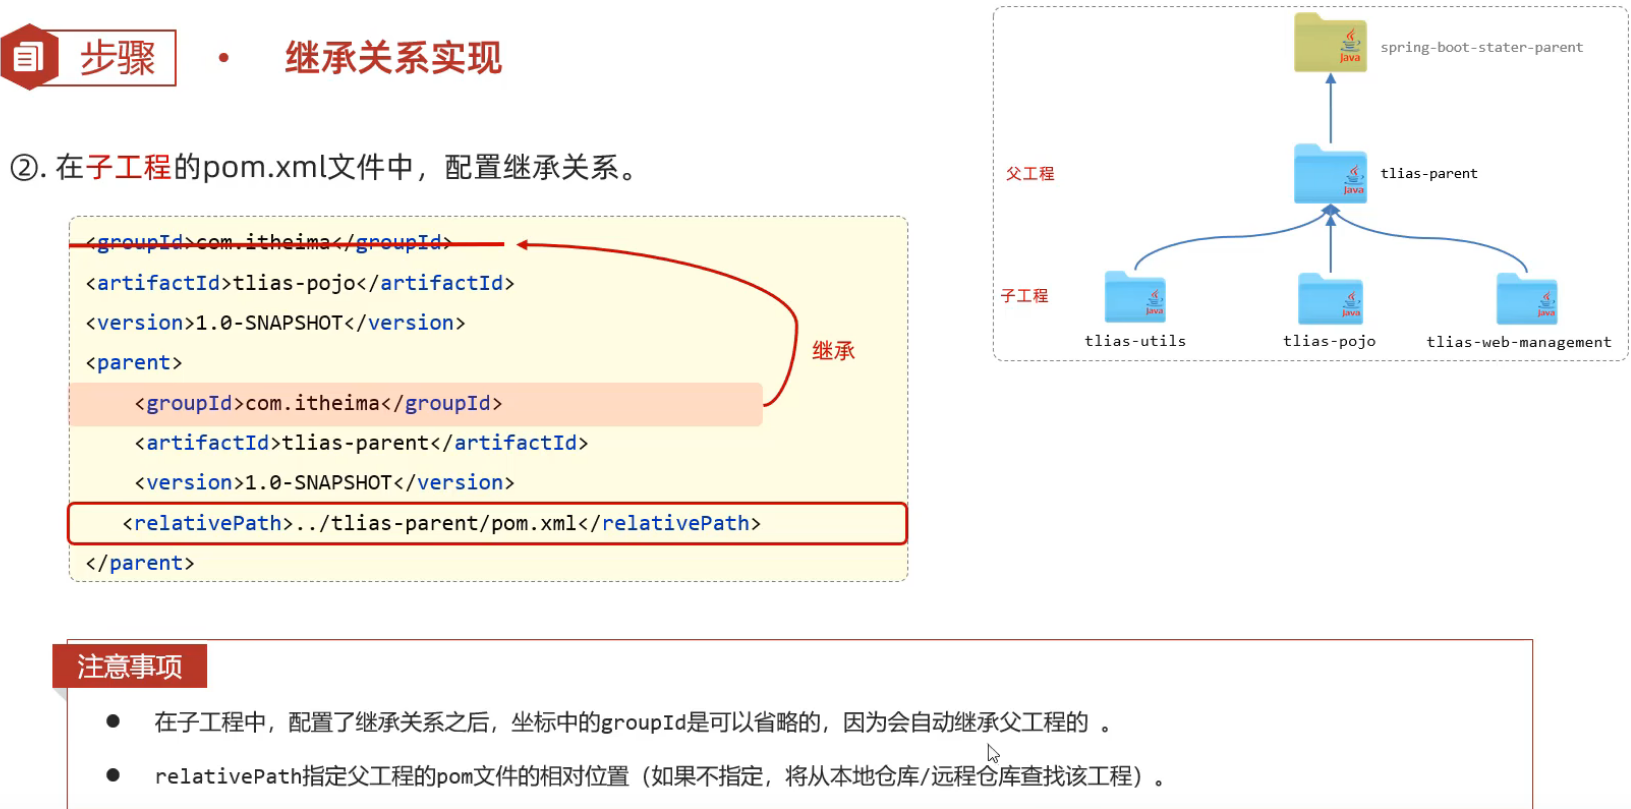 步骤 • 继承关系实现
②. 在子工程的pom.xml文件中，配置继承关系。
<groupId>com.itheima</groupId>
<artifactId>tlias-pojo</artifactId>
<version>1.0-SNAPSHOT</version>
<parent>
<groupId>com.itheima</groupId>
<artifactId>tlias-parent</artifactId>
<version>1.0-SNAPSHOT</version>
<relativePath>../tlias-parent/pom.xml</relativePath>
</parent>
继承
Java
spring-boot-stater-parent
父工程
Java
tlias-parent
子工程
Java
Java
Java
tlias-utils
tlias-pojo
tlias-web-management
注意事项
● 在子工程中，配置了继承关系之后，坐标中的groupId是可以省略的，因为会自动继承父工程的 。
● relativePath指定父工程的pom文件的相对位置（如果不指定，将从本地仓库/远程仓库查找该工程）。